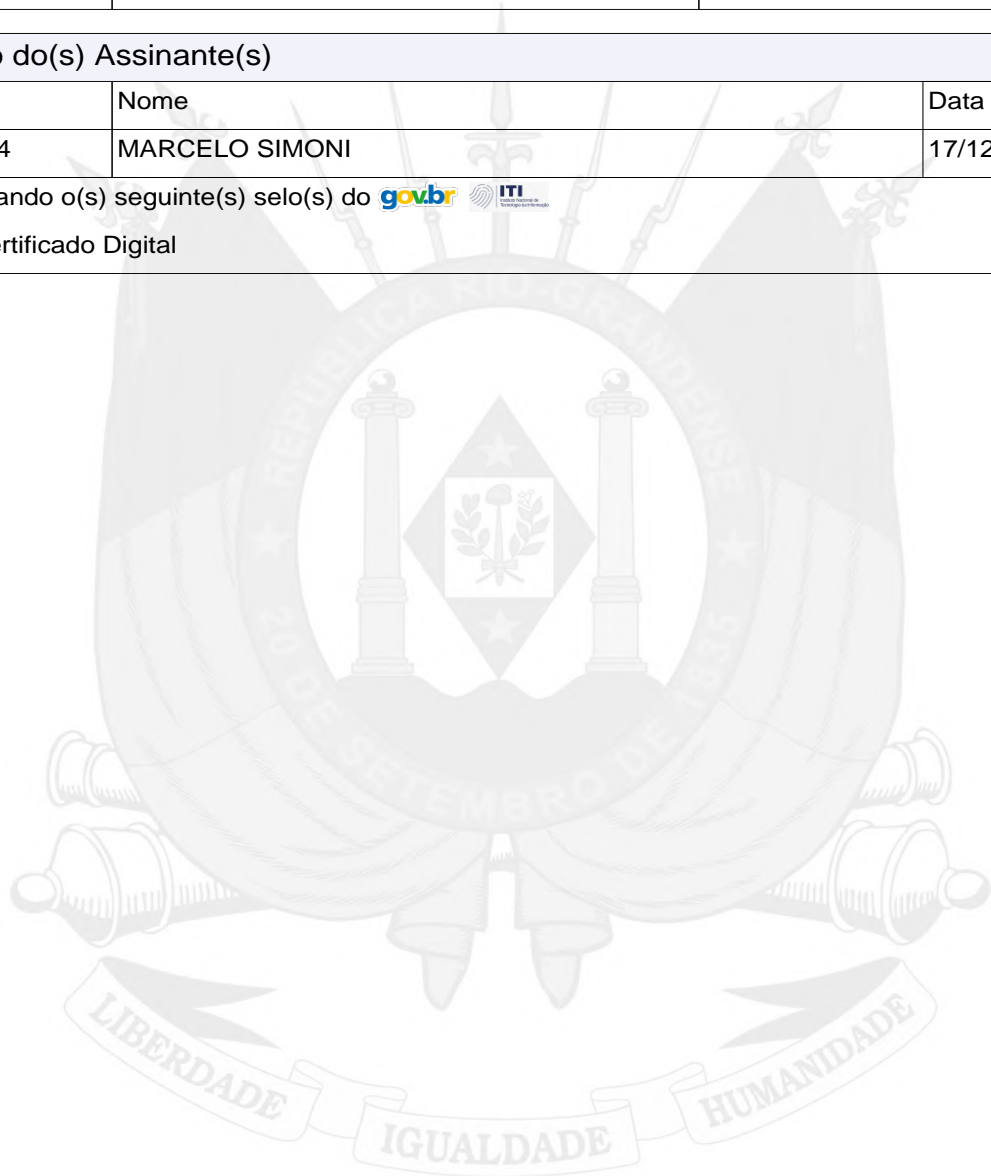 o do(s) Assinante(s)
Nome Data
4 MARCELO SIMONI 17/12
ando o(s) seguinte(s) selo(s) do gov.br ITI
ertificado Digital
REPÚBLICA RIO-GRANDENSE
20 DE SETEMBRO DE 1835
LIBERDADE IGUALDADE HUMANIDADE